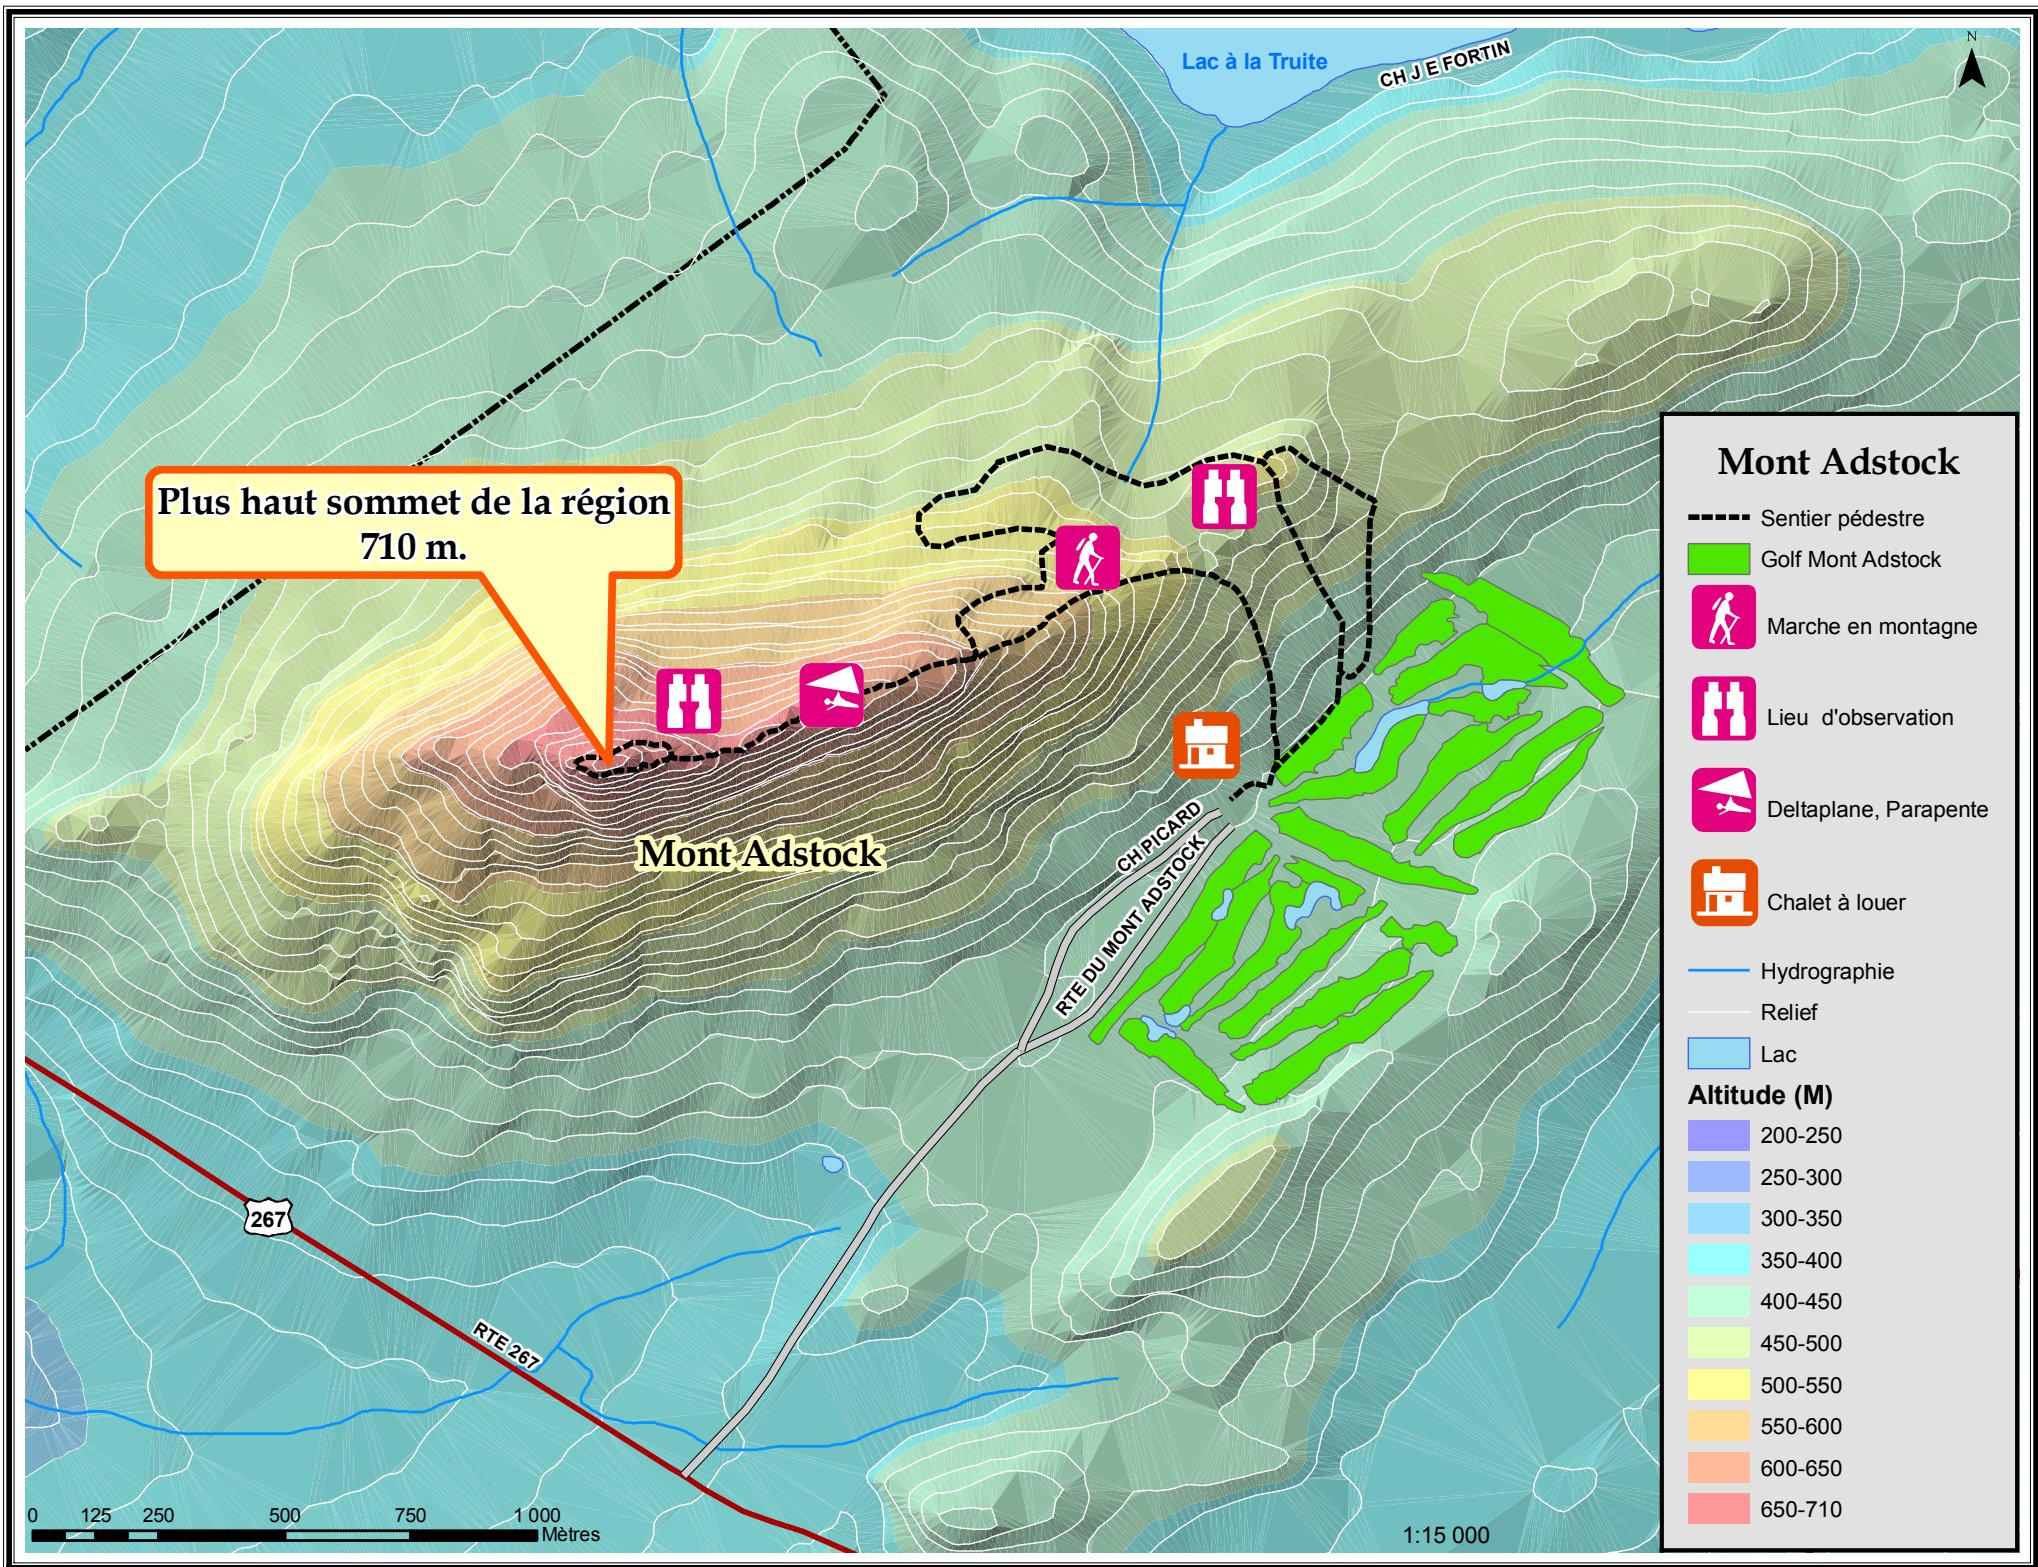 Lac à la Truite
CH J E FORTIN
N
Plus haut sommet de la région
710 m.
Mont Adstock
CH PICARD
RTE DU MONT ADSTOCK
267
RTE 267
0 125 250 500 750 1 000
Mètres
1:15 000
Mont Adstock
Sentier pédestre
Golf Mont Adstock
Marche en montagne
Lieu d'observation
Deltaplane, Parapente
Chalet à louer
Hydrographie
Relief
Lac
Altitude (M)
200-250
250-300
300-350
350-400
400-450
450-500
500-550
550-600
600-650
650-710